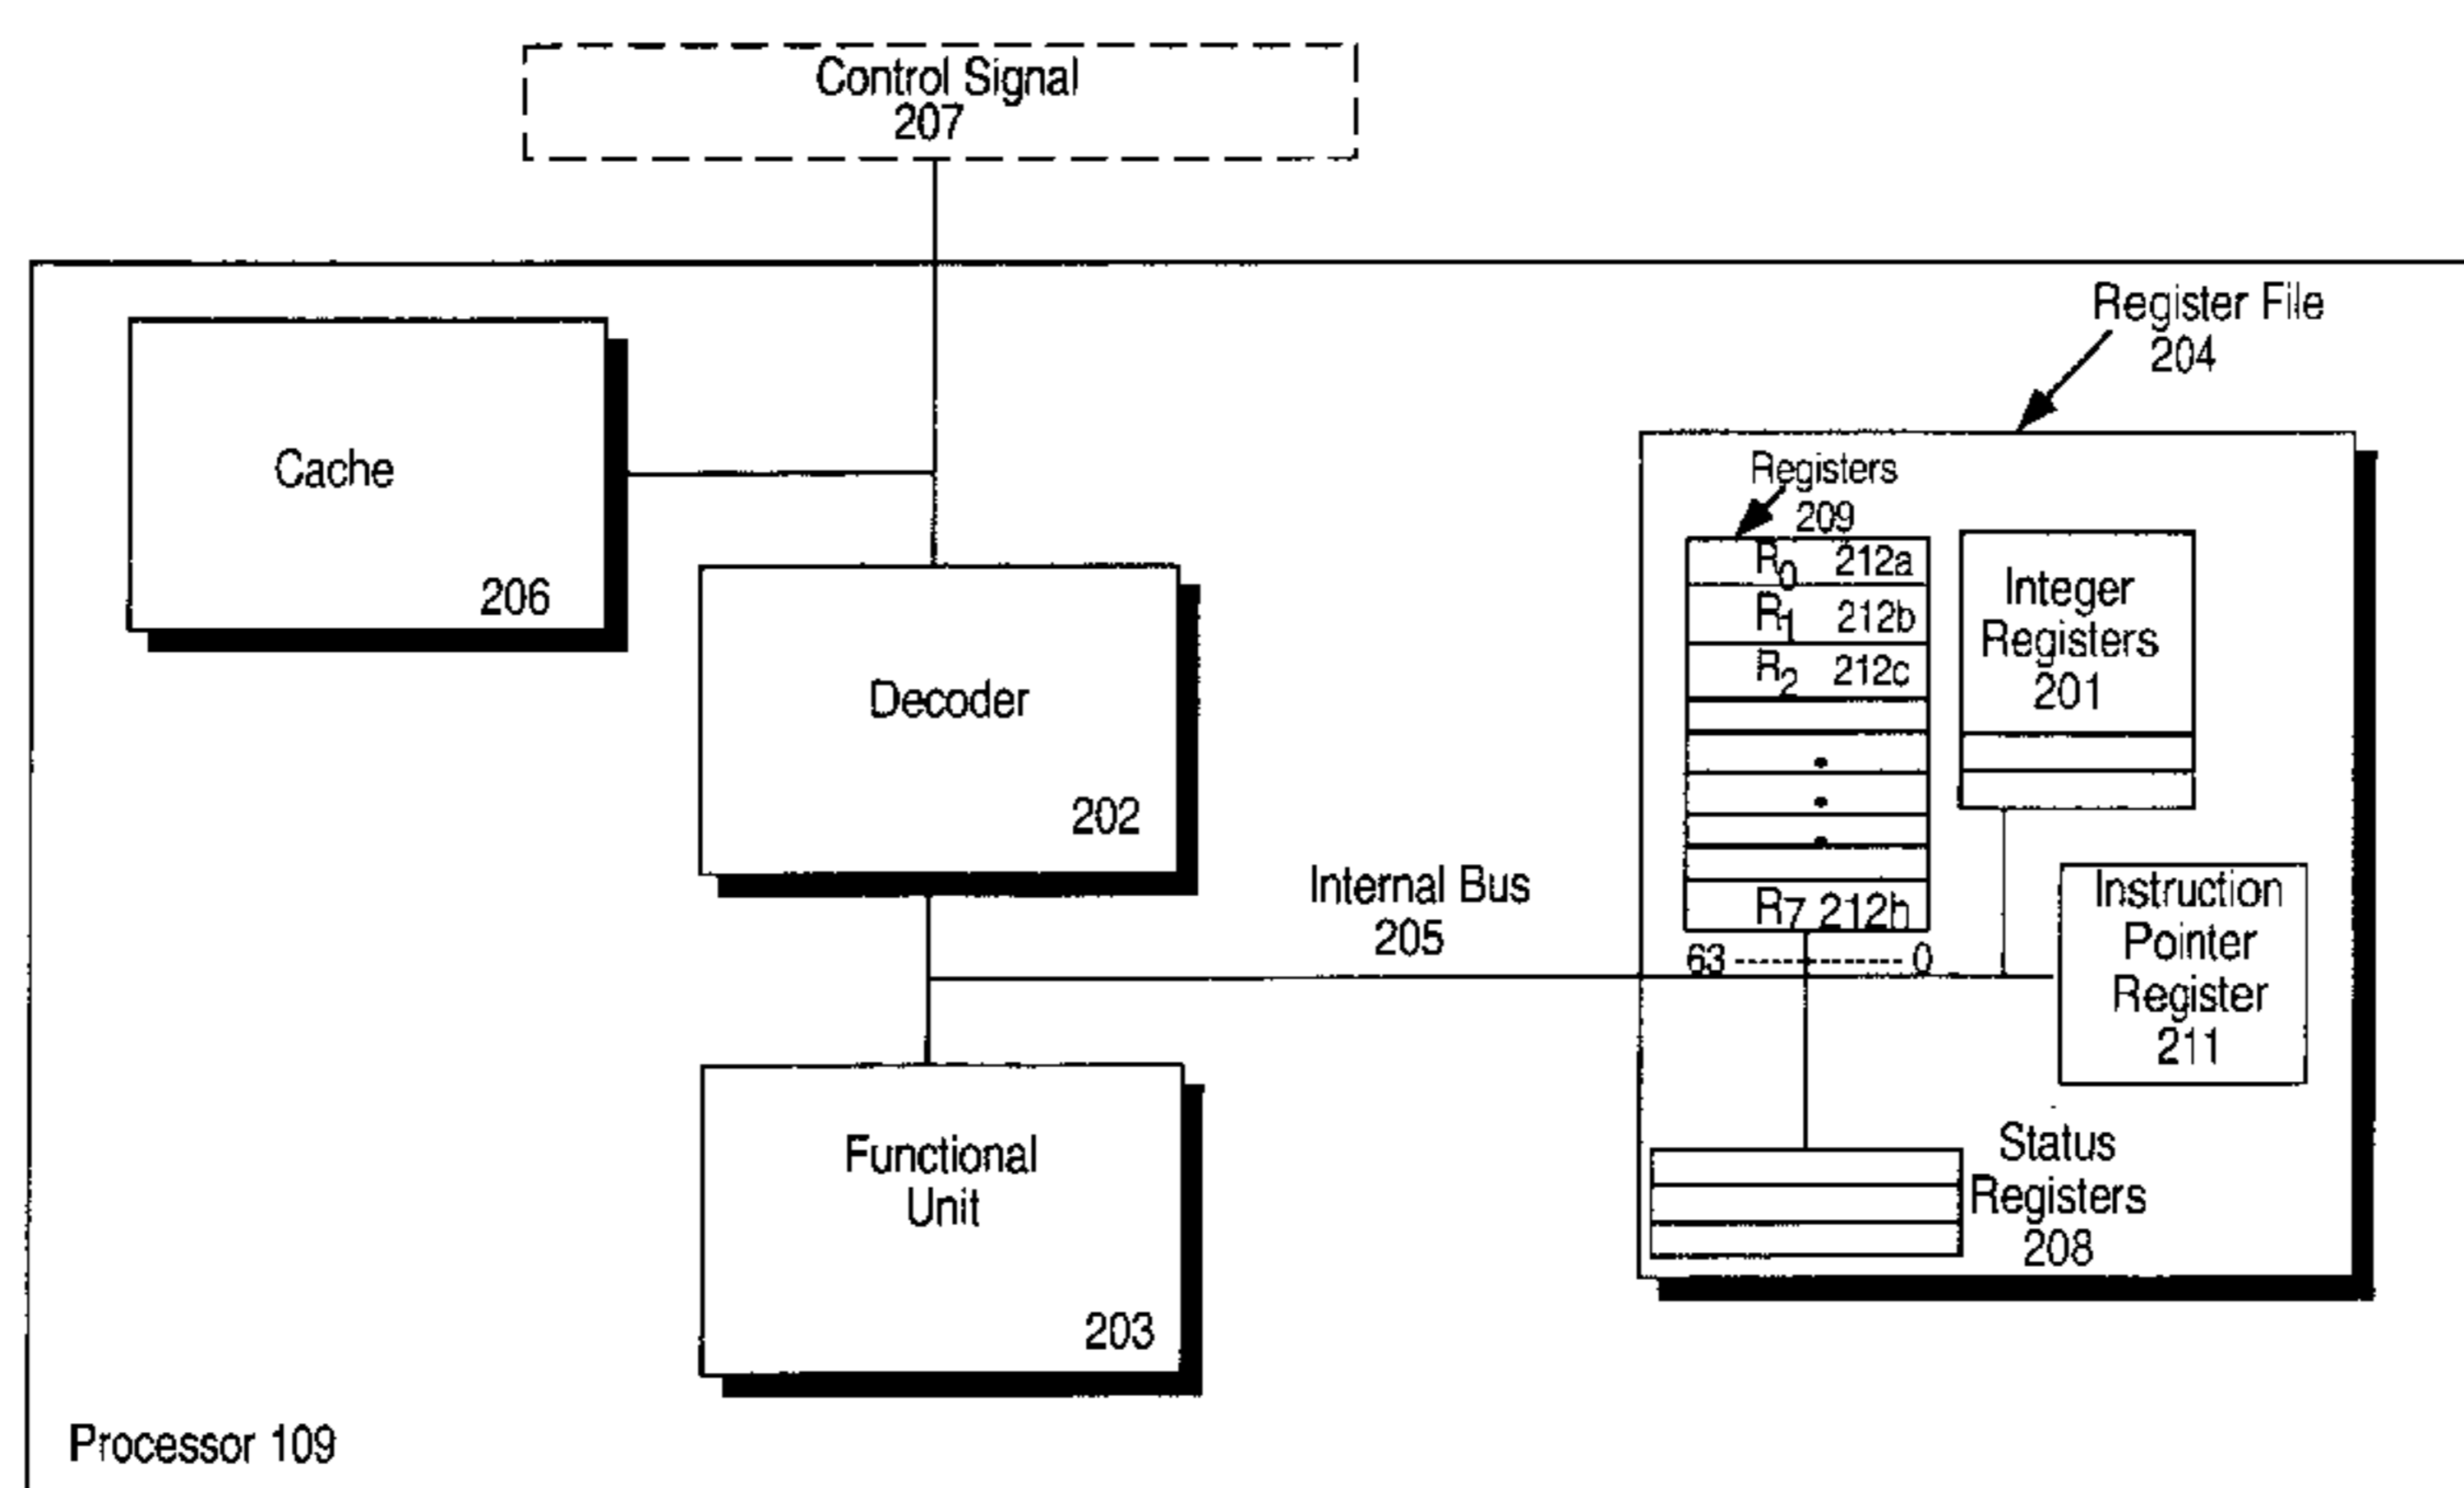 Control Signal
207
Register File
204
Cache
206
Registers
209
R0 212a
R1 212b
R2 212c
R7 212h
63 0
Integer
Registers
201
Decoder
202
Internal Bus
205
Instruction
Pointer
Register
211
Functional
Unit
203
Status
Registers
208
Processor 109